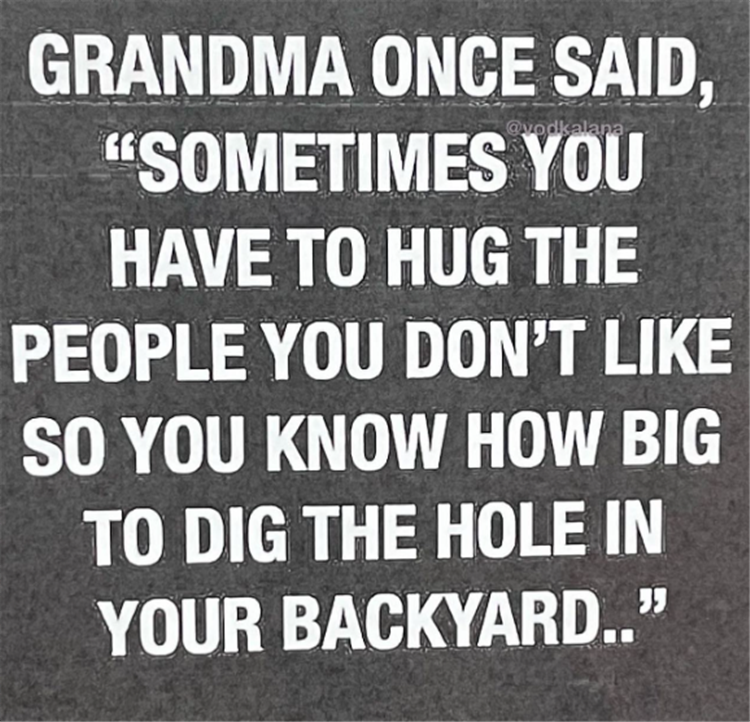 GRANDMA ONCE SAID,
@vodkalana
“SOMETIMES YOU
HAVE TO HUG THE
PEOPLE YOU DON’T LIKE
SO YOU KNOW HOW BIG
TO DIG THE HOLE IN
YOUR BACKYARD..”